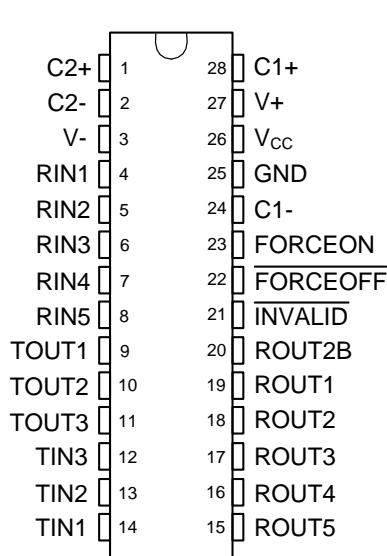 C2+ 1 28 C1+
C2- 2 27 V+
V- 3 26 VCC
RIN1 4 25 GND
RIN2 5 24 C1-
RIN3 6 23 FORCEON
RIN4 7 22 FORCEOFF
RIN5 8 21 INVALID
TOUT1 9 20 ROUT2B
TOUT2 10 19 ROUT1
TOUT3 11 18 ROUT2
TIN3 12 17 ROUT3
TIN2 13 16 ROUT4
TIN1 14 15 ROUT5